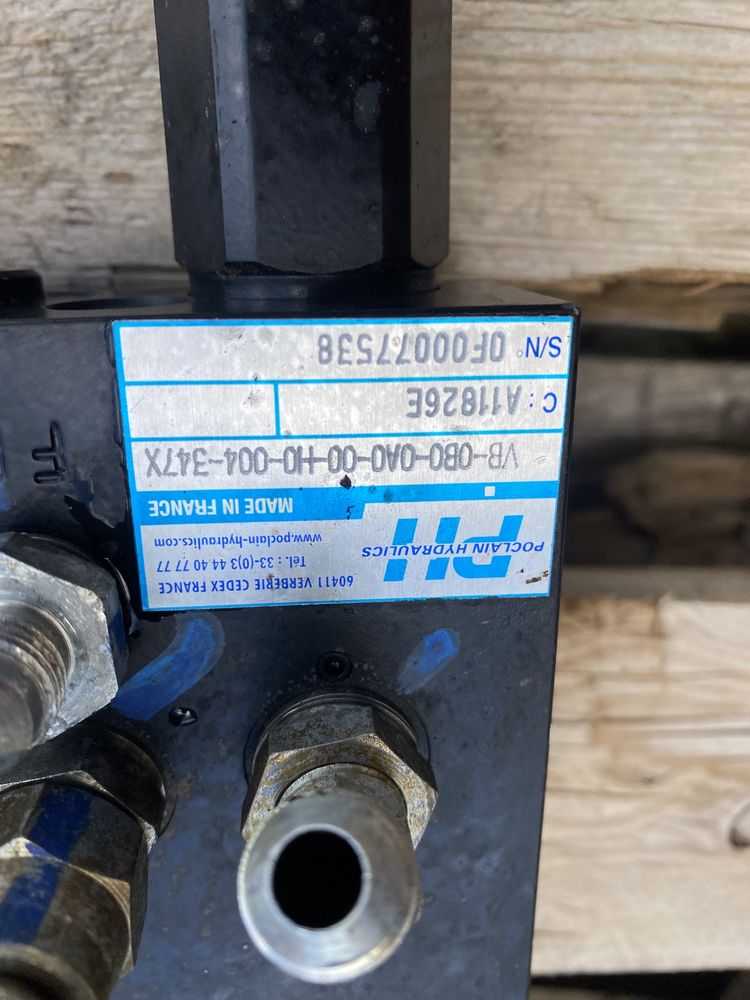 PH
POCLAIN HYDRAULICS
60411 VERBERIE CEDEX FRANCE
Tél. : 33-(0)3 44 40 77 77
www.poclain-hydraulics.com
MADE IN FRANCE
VB-0B0-0A0-00-H0-004-347X
C : A11826E
S/N° 0F00077538